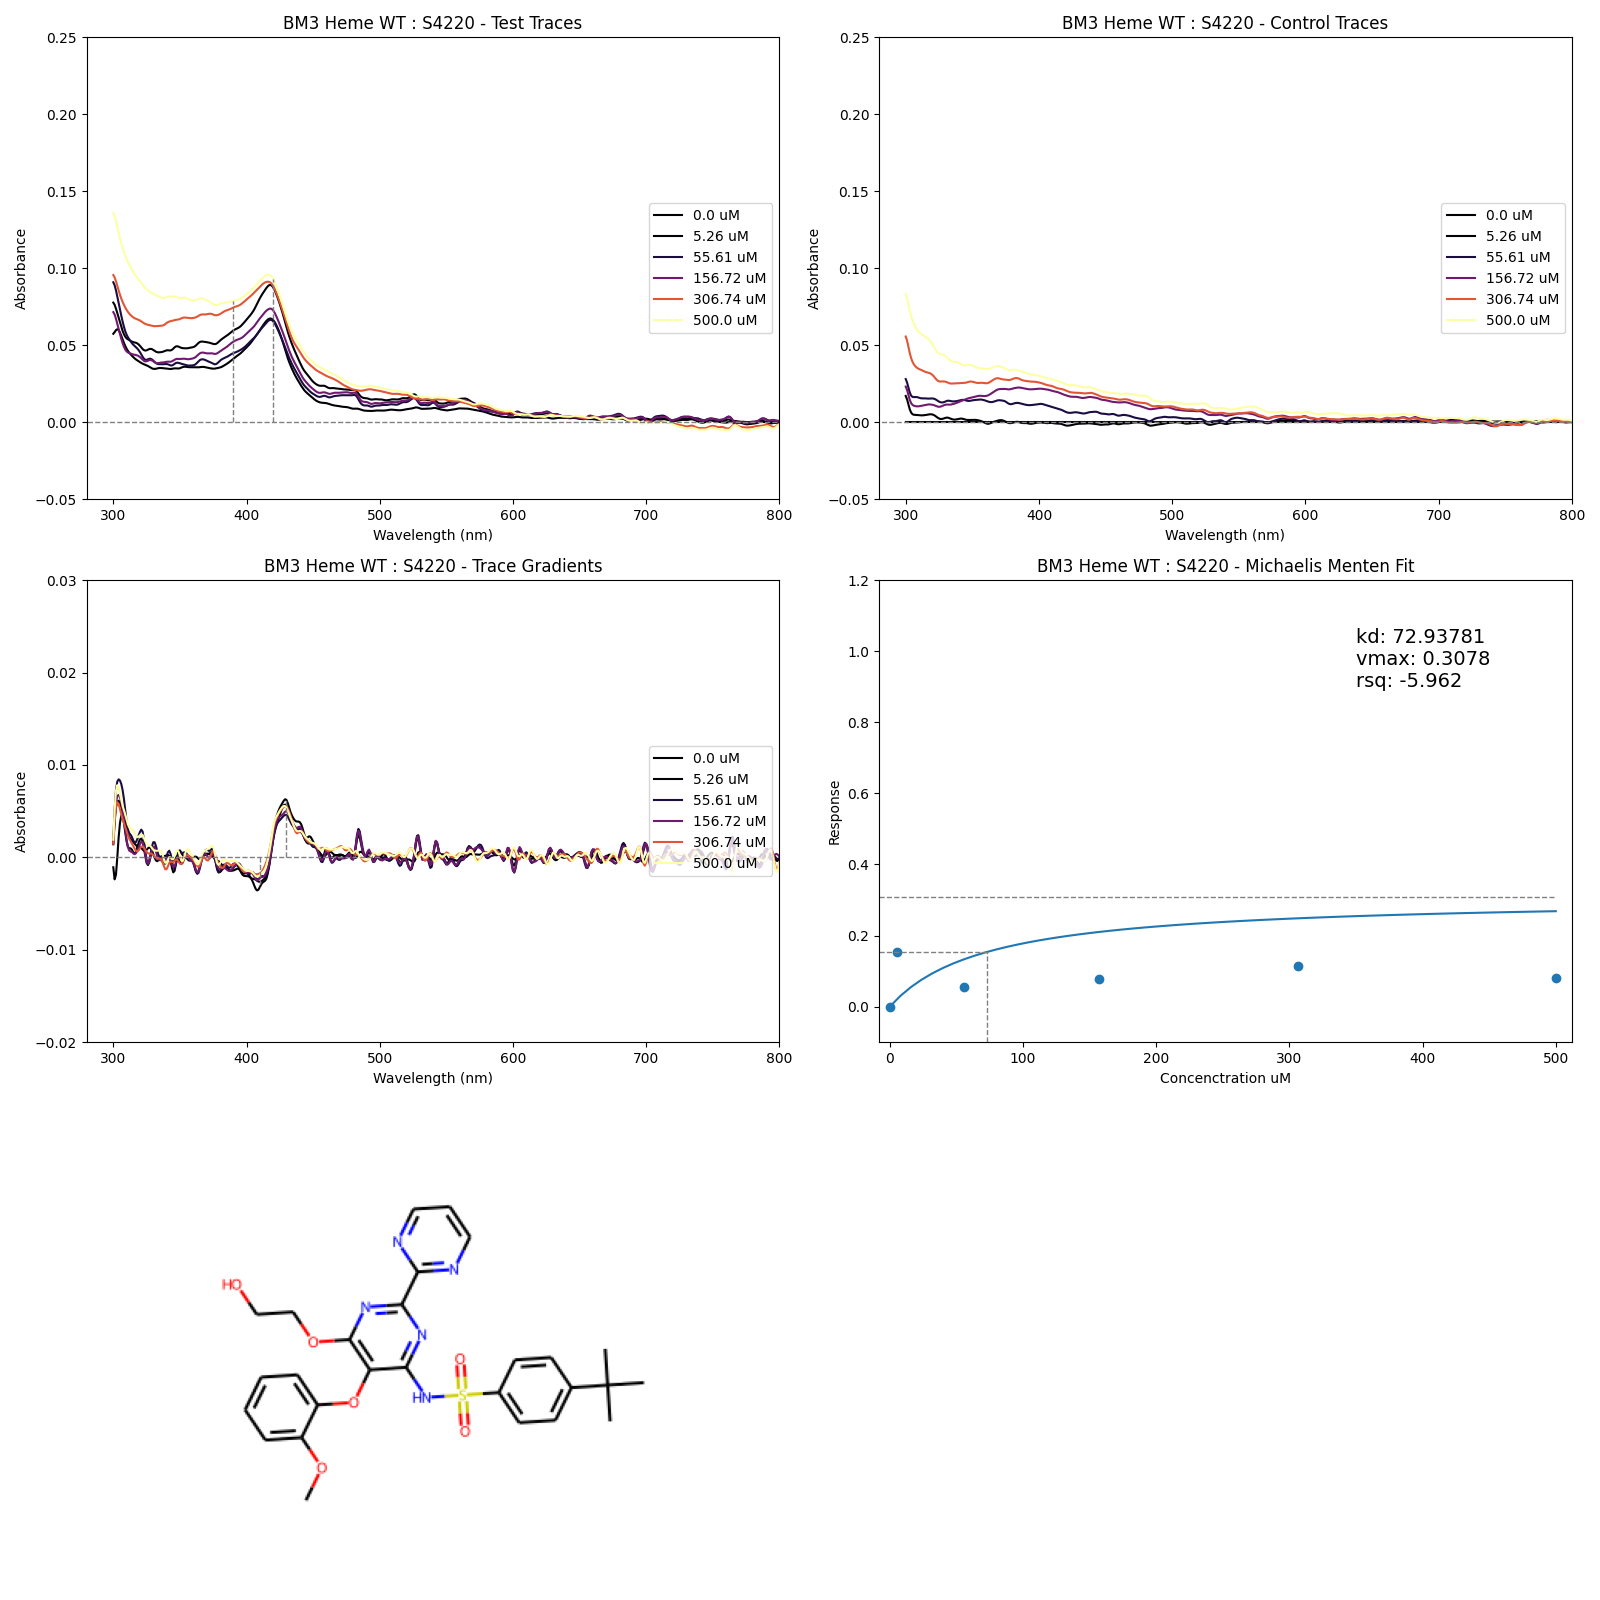 BM3 Heme WT : S4220 - Test Traces
0.25
0.20
0.15
0.10
0.05
0.00
−0.05
Absorbance
300 400 500 600 700 800
Wavelength (nm)
0.0 uM
5.26 uM
55.61 uM
156.72 uM
306.74 uM
500.0 uM
BM3 Heme WT : S4220 - Control Traces
0.25
0.20
0.15
0.10
0.05
0.00
−0.05
Absorbance
300 400 500 600 700 800
Wavelength (nm)
0.0 uM
5.26 uM
55.61 uM
156.72 uM
306.74 uM
500.0 uM
BM3 Heme WT : S4220 - Trace Gradients
0.03
0.02
0.01
0.00
−0.01
−0.02
Absorbance
300 400 500 600 700 800
Wavelength (nm)
0.0 uM
5.26 uM
55.61 uM
156.72 uM
306.74 uM
500.0 uM
BM3 Heme WT : S4220 - Michaelis Menten Fit
1.2
1.0
0.8
0.6
0.4
0.2
0.0
Response
0 100 200 300 400 500
Concenctration uM
kd: 72.93781
vmax: 0.3078
rsq: -5.962
N
N
HO
N
N
O
O
HN
S
O
O
O